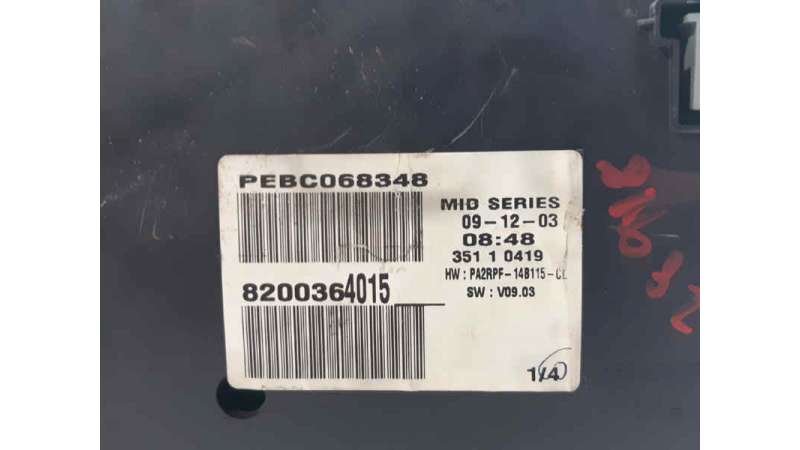 PEBC068348
MID SERIES
09-12-03
08:48
351 1 0419
HW : PA2RPF-14B115-
SW : V09.03
8200364015
1/4